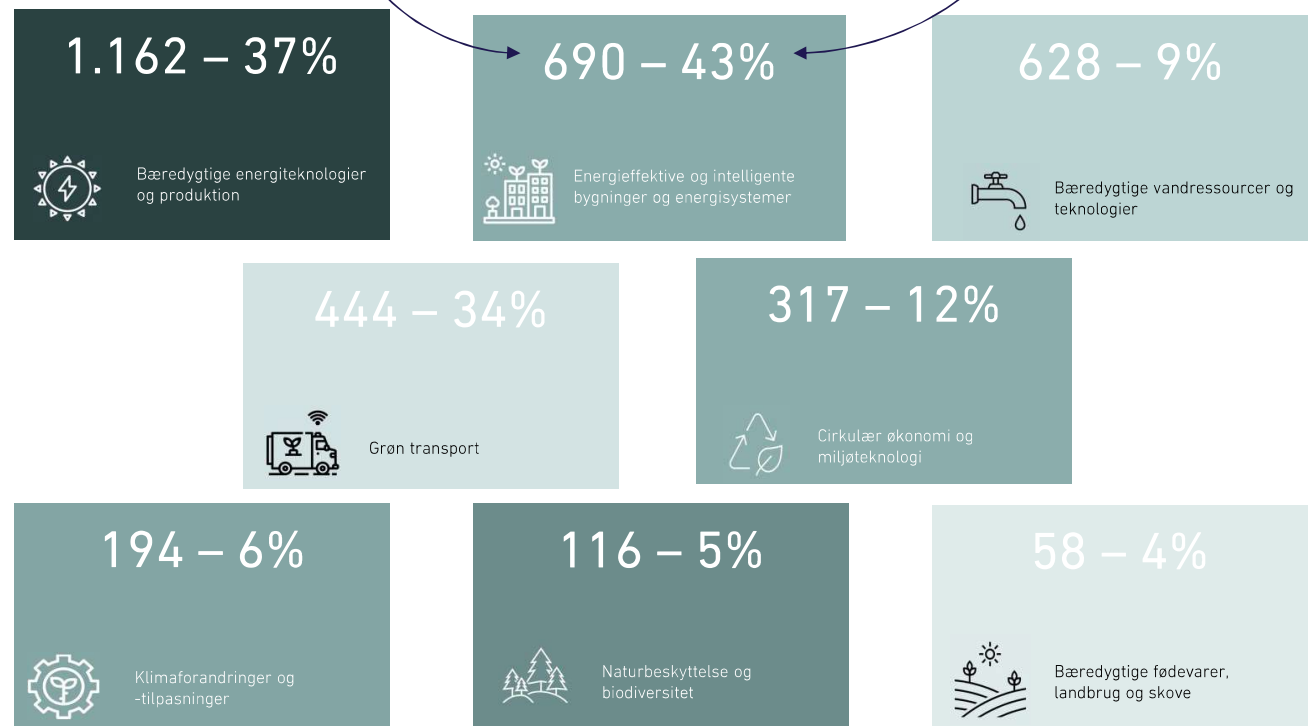 1.162 – 37%
Bæredygtige energiteknologier
og produktion
690 – 43%
Energieffektive og intelligente
bygninger og energisystemer
628 – 9%
Bæredygtige vandressourcer og
teknologier
444 – 34%
Grøn transport
317 – 12%
Cirkulær økonomi og
miljøteknologi
194 – 6%
Klimaforandringer og
-tilpasninger
116 – 5%
Naturbeskyttelse og
biodiversitet
58 – 4%
Bæredygtige fødevarer,
landbrug og skove